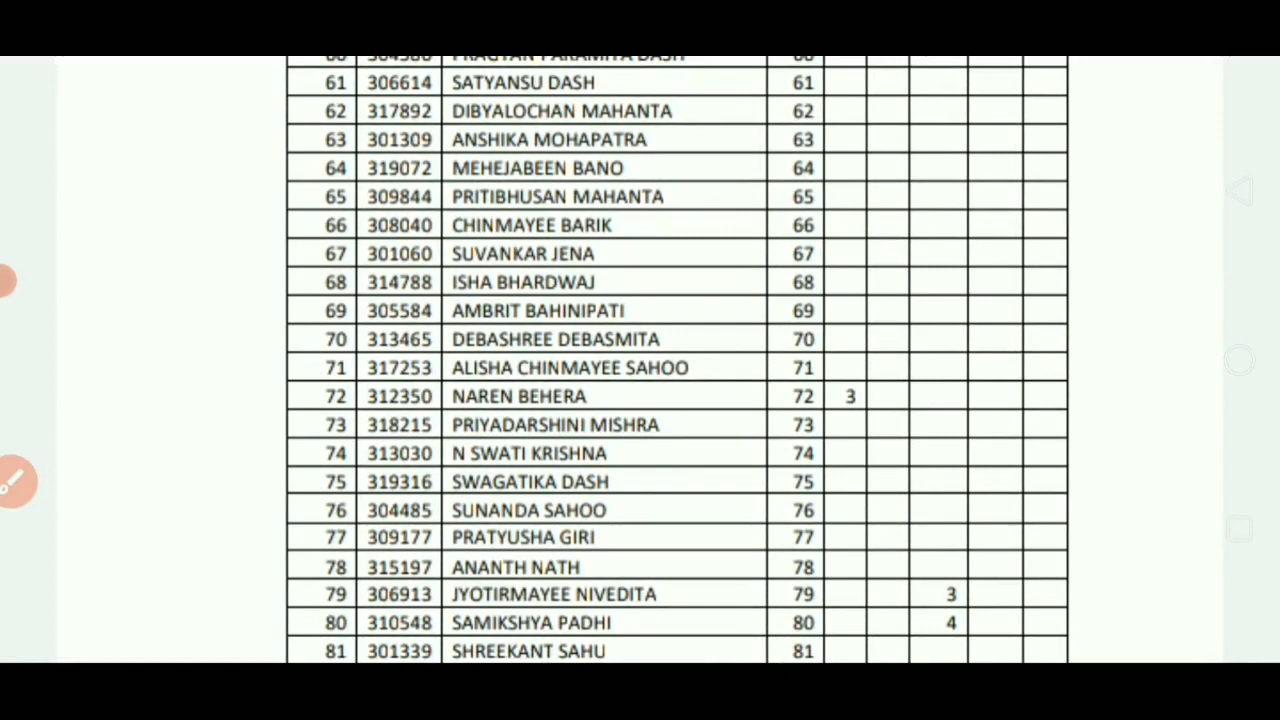 61 306614 SATYANSU DASH 61
62 317892 DIBYALOCHAN MAHANTA 62
63 301309 ANSHIKA MOHAPATRA 63
64 319072 MEHEJABEEN BANO 64
65 309844 PRITIBHUSAN MAHANTA 65
66 308040 CHINMAYEE BARIK 66
67 301060 SUVANKAR JENA 67
68 314788 ISHA BHARDWAJ 68
69 305584 AMBRIT BAHINIPATI 69
70 313465 DEBASHREE DEBASMITA 70
71 317253 ALISHA CHINMAYEE SAHOO 71
72 312350 NAREN BEHERA 72 3
73 318215 PRIYADARSHINI MISHRA 73
74 313030 N SWATI KRISHNA 74
75 319316 SWAGATIKA DASH 75
76 304485 SUNANDA SAHOO 76
77 309177 PRATYUSHA GIRI 77
78 315197 ANANTH NATH 78
79 306913 JYOTIRMAYEE NIVEDITA 79 3
80 310548 SAMIKSHYA PADHI 80 4
81 301339 SHREEKANT SAHU 81